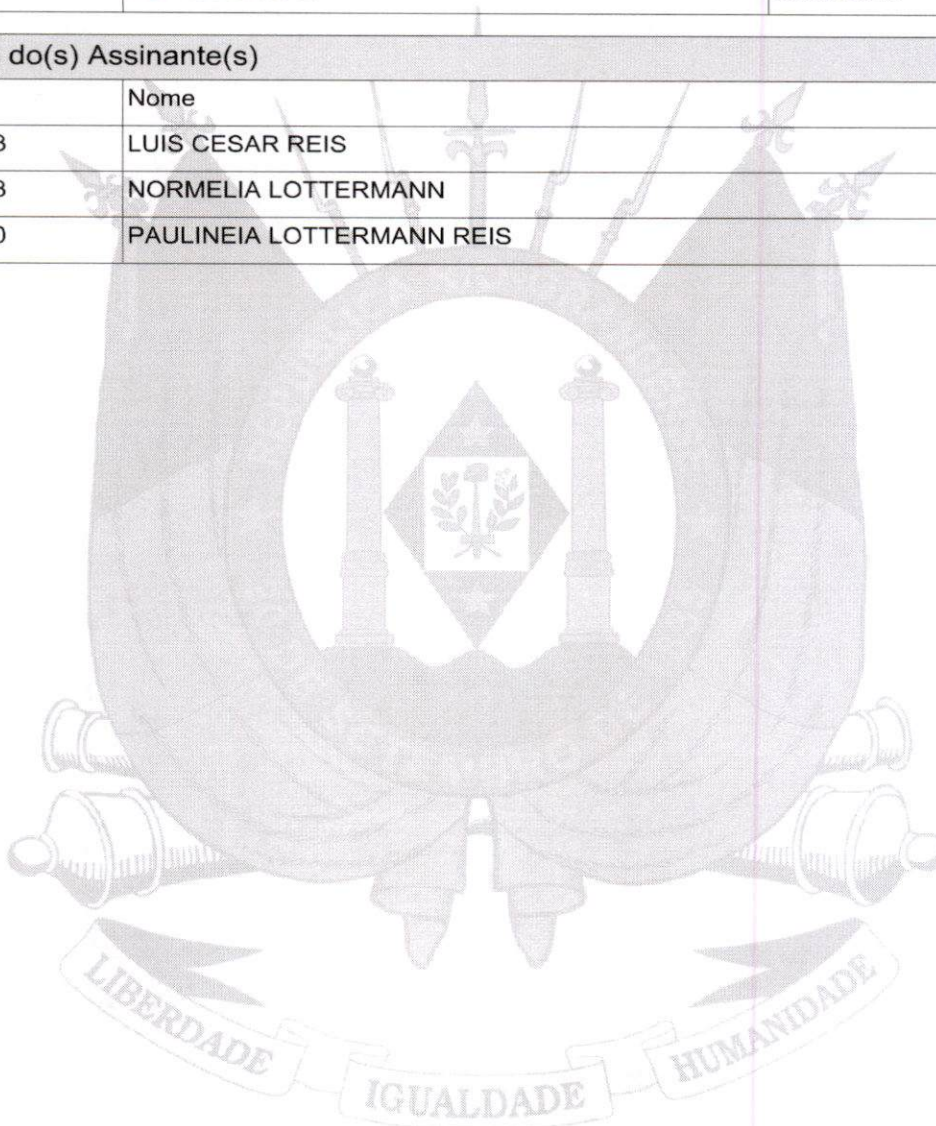 do(s) Assinante(s)
Nome
3 LUIS CESAR REIS
3 NORMELIA LOTTERMANN
0 PAULINEIA LOTTERMANN REIS
LIBERDADE
IGUALDADE
HUMANIDADE